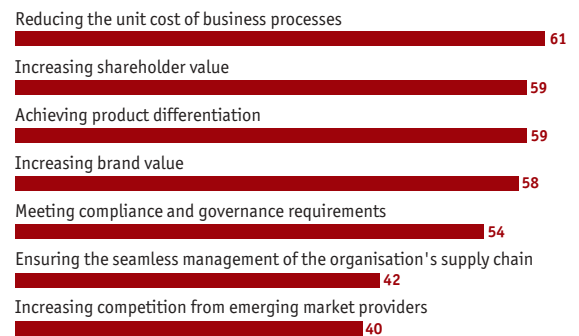 Reducing the unit cost of business processes
61
Increasing shareholder value
59
Achieving product differentiation
59
Increasing brand value
58
Meeting compliance and governance requirements
54
Ensuring the seamless management of the organisation's supply chain
42
Increasing competition from emerging market providers
40